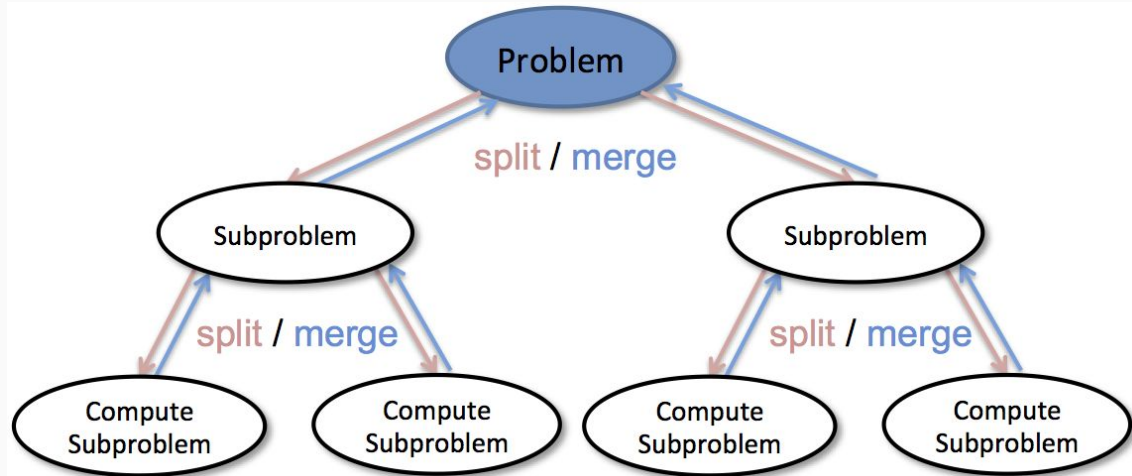 Problem
split / merge
Subproblem
Subproblem
split / merge
split / merge
Compute
Subproblem
Compute
Subproblem
Compute
Subproblem
Compute
Subproblem